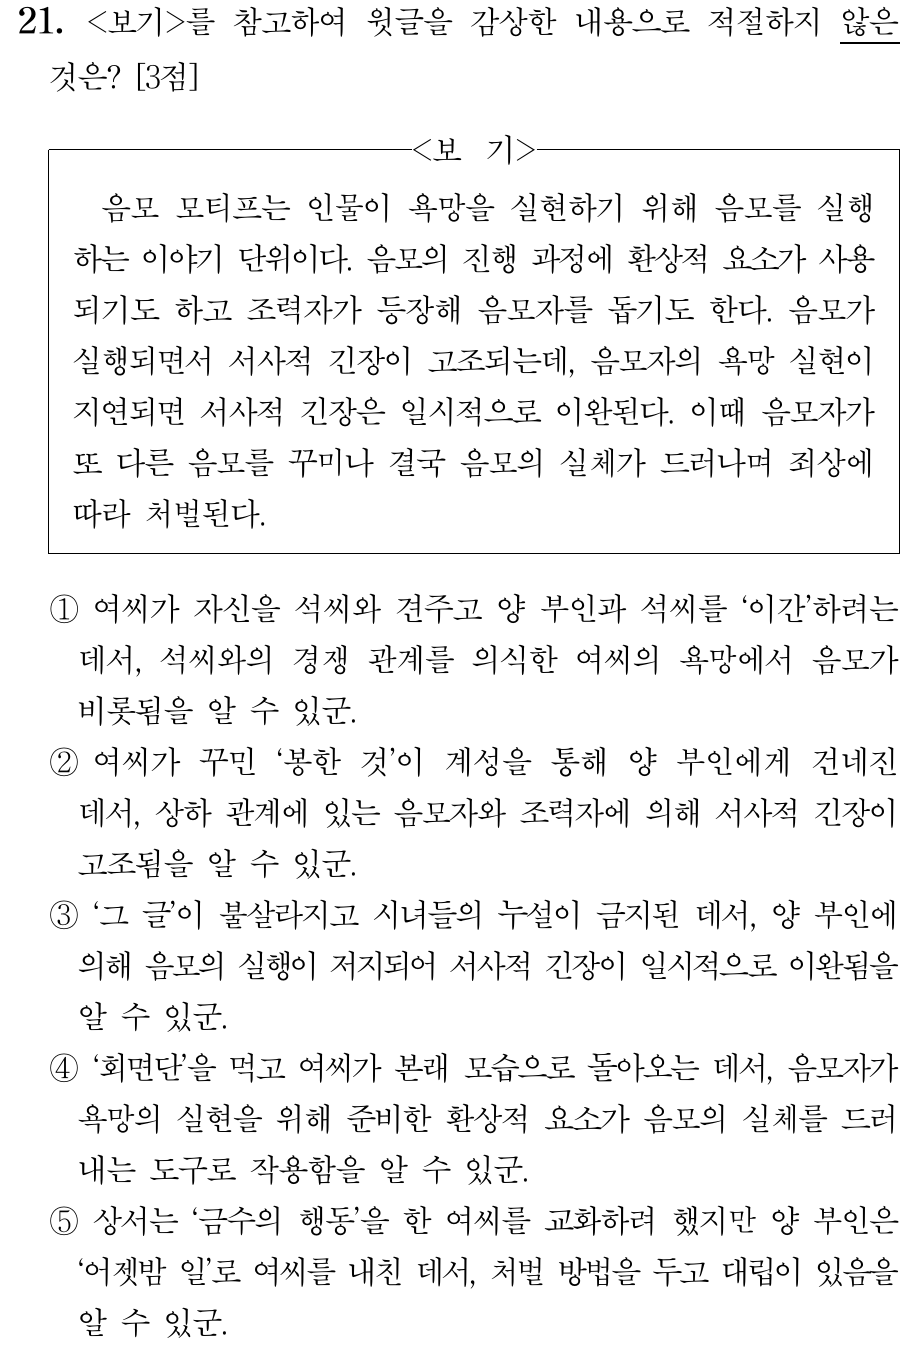 21. <보기>를 참고하여 윗글을 감상한 내용으로 적절하지 않은
것은? [3점]
<보 기>
음모 모티프는 인물이 욕망을 실현하기 위해 음모를 실행
하는 이야기 단위이다. 음모의 진행 과정에 환상적 요소가 사용
되기도 하고 조력자가 등장해 음모자를 돕기도 한다. 음모가
실행되면서 서사적 긴장이 고조되는데, 음모자의 욕망 실현이
지연되면 서사적 긴장은 일시적으로 이완된다. 이때 음모자가
또 다른 음모를 꾸미나 결국 음모의 실체가 드러나며 죄상에
따라 처벌된다.
① 여씨가 자신을 석씨와 견주고 양 부인과 석씨를 ‘이간’하려는
데서, 석씨와의 경쟁 관계를 의식한 여씨의 욕망에서 음모가
비롯됨을 알 수 있군.
② 여씨가 꾸민 ‘봉한 것’이 계성을 통해 양 부인에게 건네진
데서, 상하 관계에 있는 음모자와 조력자에 의해 서사적 긴장이
고조됨을 알 수 있군.
③ ‘그 글’이 불살라지고 시녀들의 누설이 금지된 데서, 양 부인에
의해 음모의 실행이 저지되어 서사적 긴장이 일시적으로 이완됨을
알 수 있군.
④ ‘회면단’을 먹고 여씨가 본래 모습으로 돌아오는 데서, 음모자가
욕망의 실현을 위해 준비한 환상적 요소가 음모의 실체를 드러
내는 도구로 작용함을 알 수 있군.
⑤ 상서는 ‘금수의 행동’을 한 여씨를 교화하려 했지만 양 부인은
‘어젯밤 일’로 여씨를 내친 데서, 처벌 방법을 두고 대립이 있음을
알 수 있군.